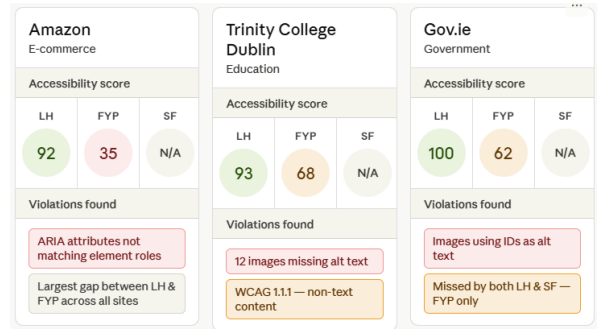 Amazon
E-commerce
Accessibility score
LH FYP SF
92 35 N/A
Violations found
ARIA attributes not
matching element roles
Largest gap between LH &
FYP across all sites
Trinity College
Dublin
Education
Accessibility score
LH FYP SF
93 68 N/A
Violations found
12 images missing alt text
WCAG 1.1.1 — non-text
content
Gov.ie
Government
Accessibility score
LH FYP SF
100 62 N/A
Violations found
Images using IDs as alt
text
Missed by both LH & SF —
FYP only